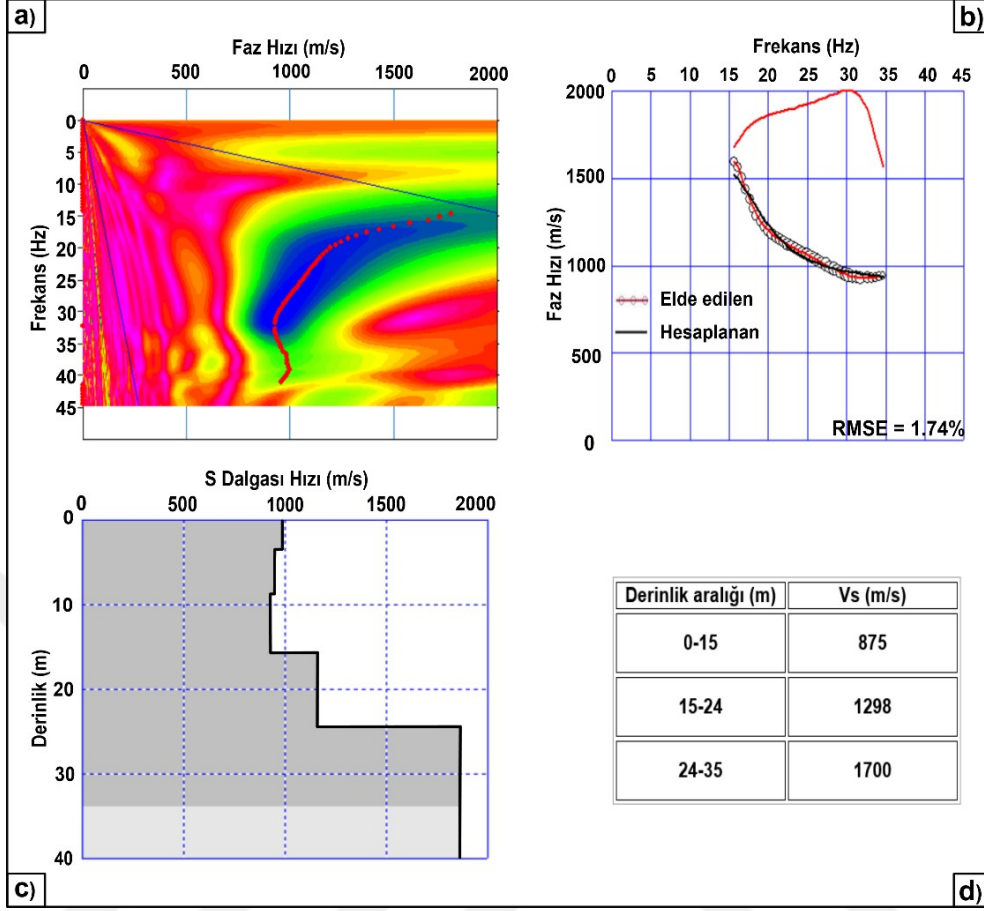 a)
Faz Hızı (m/s)
0 500 1000 1500 2000
Frekans (Hz)
0
5
10
15
20
25
30
35
40
45
b)
Frekans (Hz)
0 5 10 15 20 25 30 35 40 45
Faz Hızı (m/s)
2000
1500
1000
500
0
Elde edilen
Hesaplanan
RMSE = 1.74%
S Dalgası Hızı (m/s)
0 500 1000 1500 2000
Derinlik (m)
0
10
20
30
40
c)
Derinlik aralığı (m) Vs (m/s)
0-15 875
15-24 1298
24-35 1700
d)